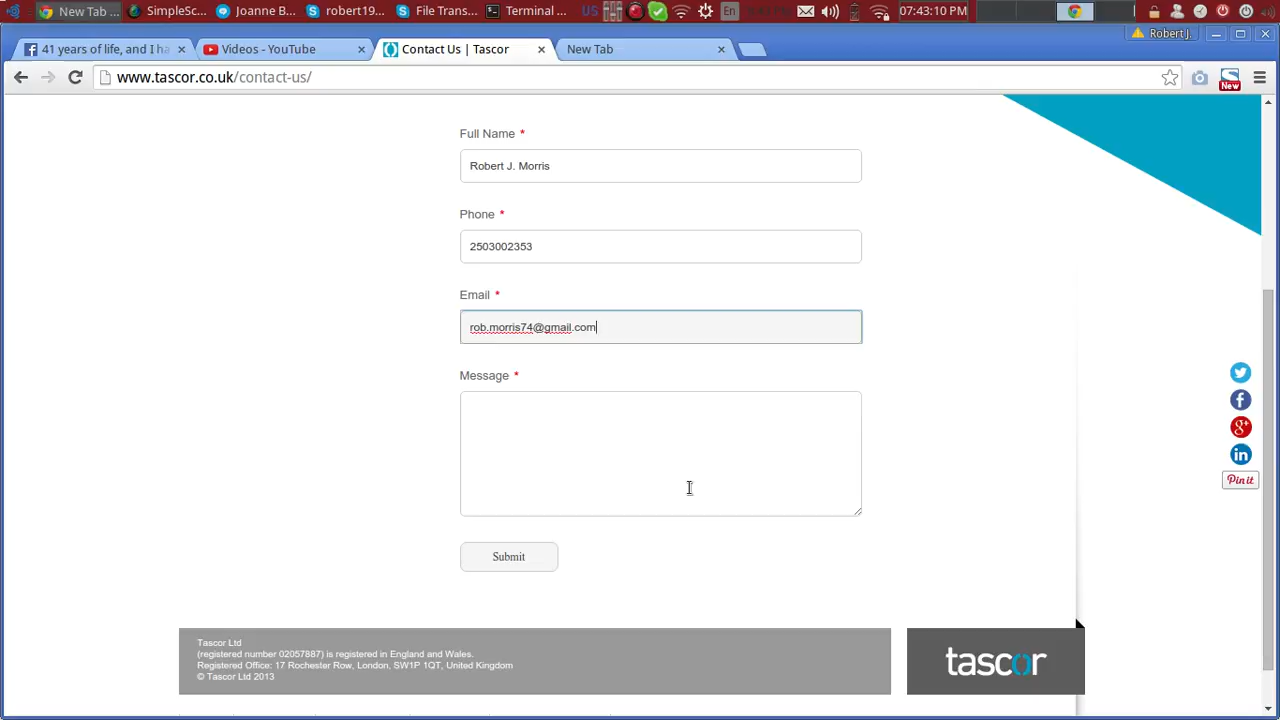 New Tab ...
SimpleSc...
Joanne B...
robert19...
File Trans...
Terminal ...
US
En
07:43:10 PM
41 years of life, and I ha
Videos - YouTube
Contact Us | Tascor
New Tab
Robert J.
www.tascor.co.uk/contact-us/
New
Full Name *
Robert J. Morris
Phone *
2503002353
Email *
rob.morris74@gmail.com
Message *
Pin it
Submit
Tascor Ltd
(registered number 02057887) is registered in England and Wales.
Registered Office: 17 Rochester Row, London, SW1P 1QT, United Kingdom
© Tascor Ltd 2013
tascor